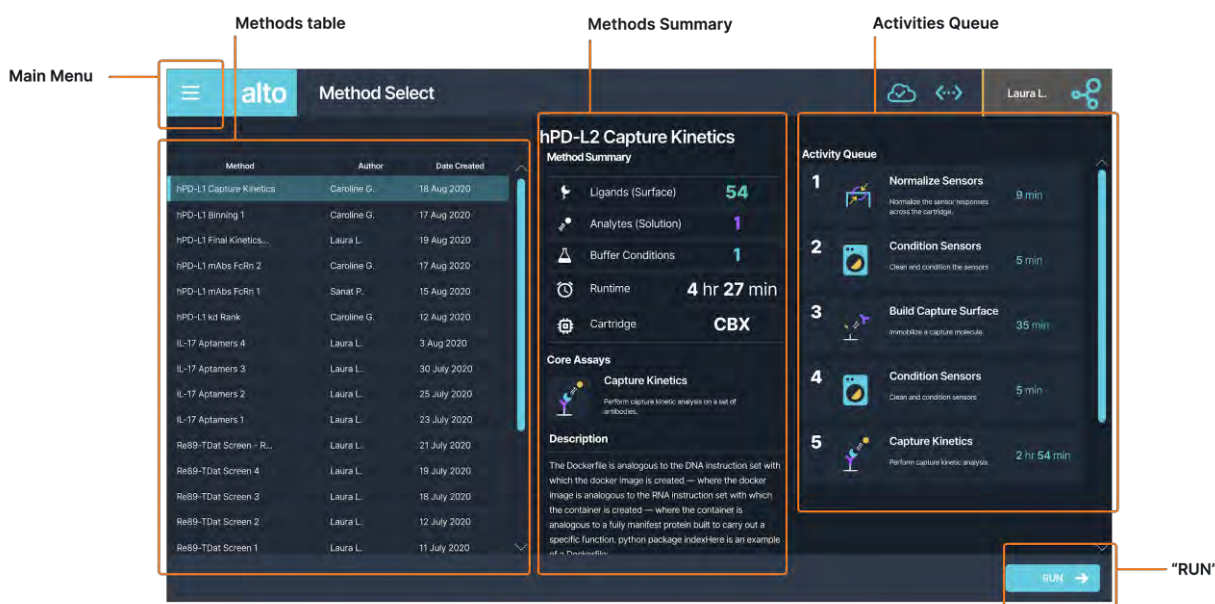 Methods table
Methods Summary
Activities Queue
Main Menu
alto
Method Select
Laura L.
Method Author Date Created
hPD-L1 Capture Kinetics Caroline G. 18 Aug 2020
hPD-L1 Binning 1 Caroline G. 17 Aug 2020
hPD-L1 Final Kinetics... Laura L. 19 Aug 2020
hPD-L1 mAbs FcRn 2 Caroline G. 17 Aug 2020
hPD-L1 mAbs FcRn 1 Sanat P. 15 Aug 2020
hPD-L1 kd Rank Caroline G. 12 Aug 2020
IL-17 Aptamers 4 Laura L. 3 Aug 2020
IL-17 Aptamers 3 Laura L. 30 July 2020
IL-17 Aptamers 2 Laura L. 25 July 2020
IL-17 Aptamers 1 Laura L. 23 July 2020
Re89-TDat Screen - R... Laura L. 21 July 2020
Re89-TDat Screen 4 Laura L. 19 July 2020
Re89-TDat Screen 3 Laura L. 18 July 2020
Re89-TDat Screen 2 Laura L. 12 July 2020
Re89-TDat Screen 1 Laura L. 11 July 2020
hPD-L2 Capture Kinetics
Method Summary
Ligands (Surface) 54
Analytes (Solution) 1
Buffer Conditions 1
Runtime 4 hr 27 min
Cartridge CBX
Core Assays
Capture Kinetics
Perform capture kinetic analysis on a set of
antibodies.
Description
The Dockerfile is analogous to the DNA instruction set with
which the docker image is created — where the docker
image is analogous to the RNA instruction set with which
the container is created — where the container is
analogous to a fully manifest protein built to carry out a
specific function. python package indexHere is an example
of a Dockerfile:
Activity Queue
1 Normalize Sensors 9 min
Normalize the sensor responses
across the cartridge.
2 Condition Sensors 5 min
Clean and condition the sensors
3 Build Capture Surface 35 min
Immobilize a capture molecule.
4 Condition Sensors 5 min
Clean and condition sensors
5 Capture Kinetics 2 hr 54 min
Perform capture kinetic analysis.
RUN
"RUN'